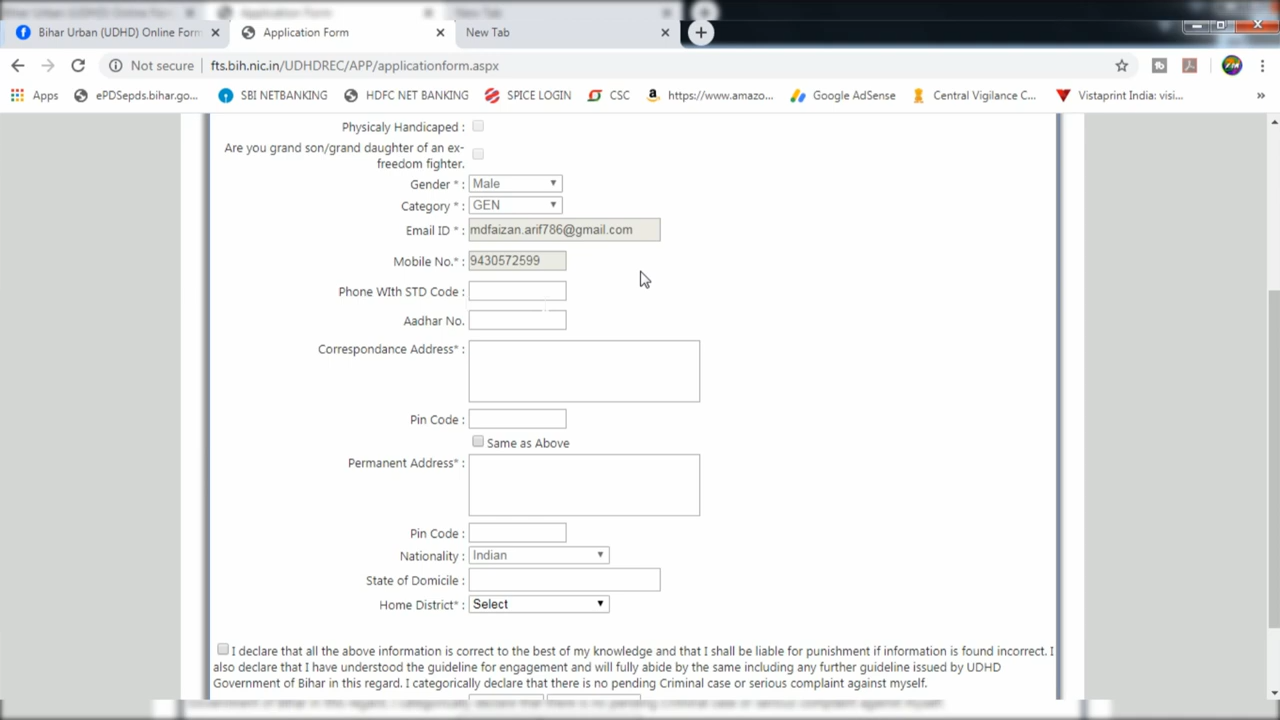 Bihar Urban (UDHD) Online Form
Application Form
New Tab
Not secure
fts.bih.nic.in/UDHDREC/APP/applicationform.aspx
Apps
ePDSepds.bihar.go...
SBI NETBANKING
HDFC NET BANKING
SPICE LOGIN
CSC
https://www.amazo...
Google AdSense
Central Vigilance C...
Vistaprint India: visi...
»
Physicaly Handicaped :
Are you grand son/grand daughter of an ex-
freedom fighter.
Gender * : Male
Category * : GEN
Email ID * : mdfaizan.arif786@gmail.com
Mobile No.* : 9430572599
Phone WIth STD Code :
Aadhar No.
Correspondance Address* :
Pin Code :
Same as Above
Permanent Address* :
Pin Code :
Nationality : Indian
State of Domicile :
Home District* : Select
I declare that all the above information is correct to the best of my knowledge and that I shall be liable for punishment if information is found incorrect. I
also declare that I have understood the guideline for engagement and will fully abide by the same including any further guideline issued by UDHD
Government of Bihar in this regard. I categorically declare that there is no pending Criminal case or serious complaint against myself.